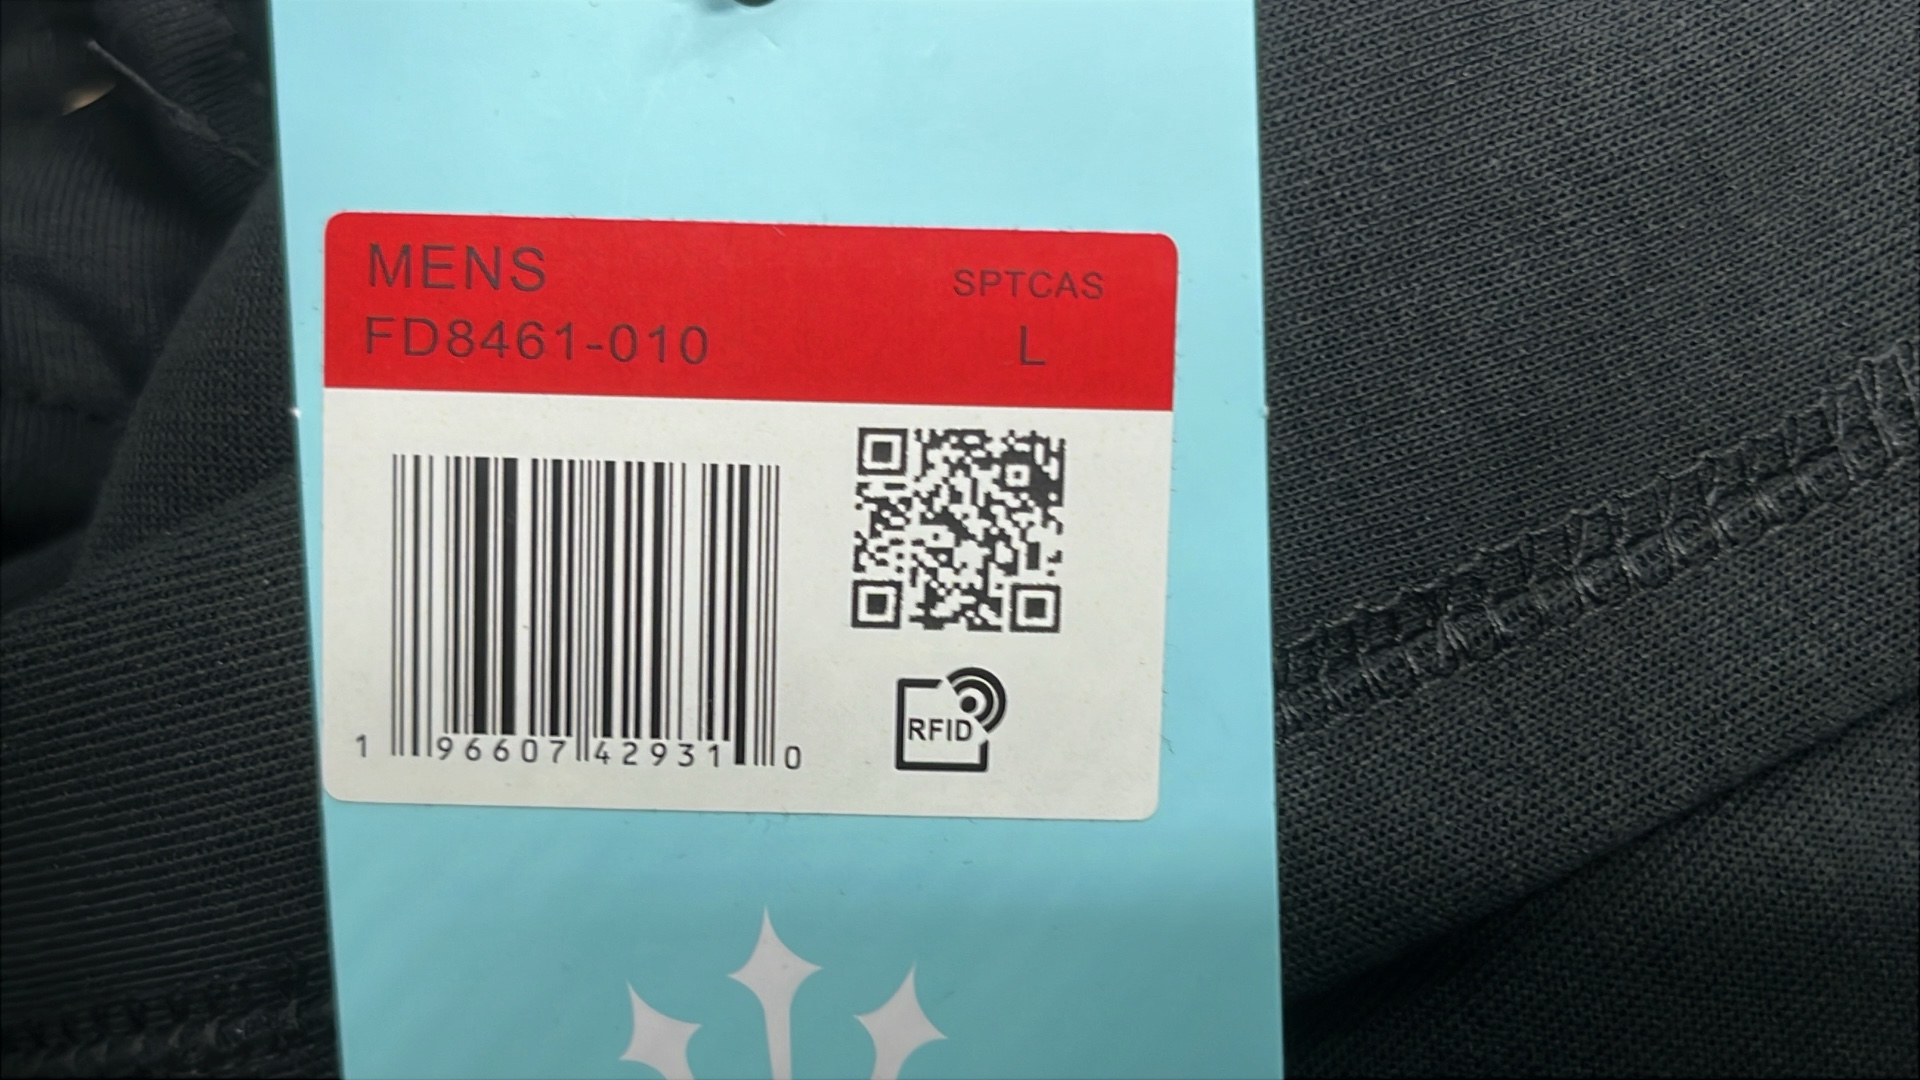 MENS
SPTCAS
FD8461-010
L
1 96607 42931 0
RFID